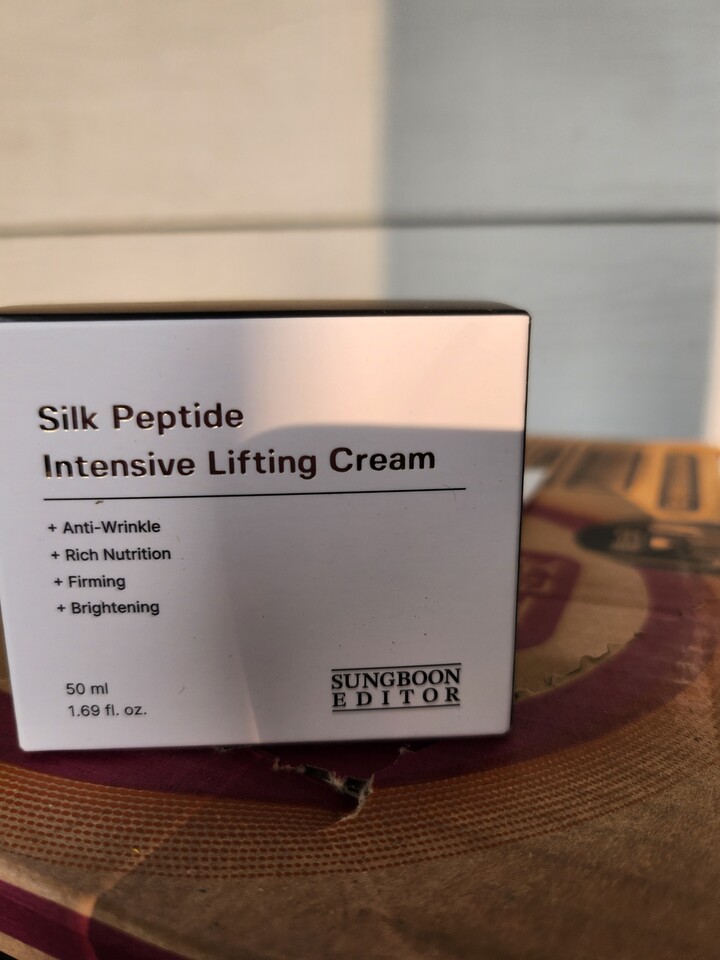 Silk Peptide
Intensive Lifting Cream
+ Anti-Wrinkle
+ Rich Nutrition
+ Firming
+ Brightening
50 ml
1.69 fl. oz.
SUNGBOON
EDITOR